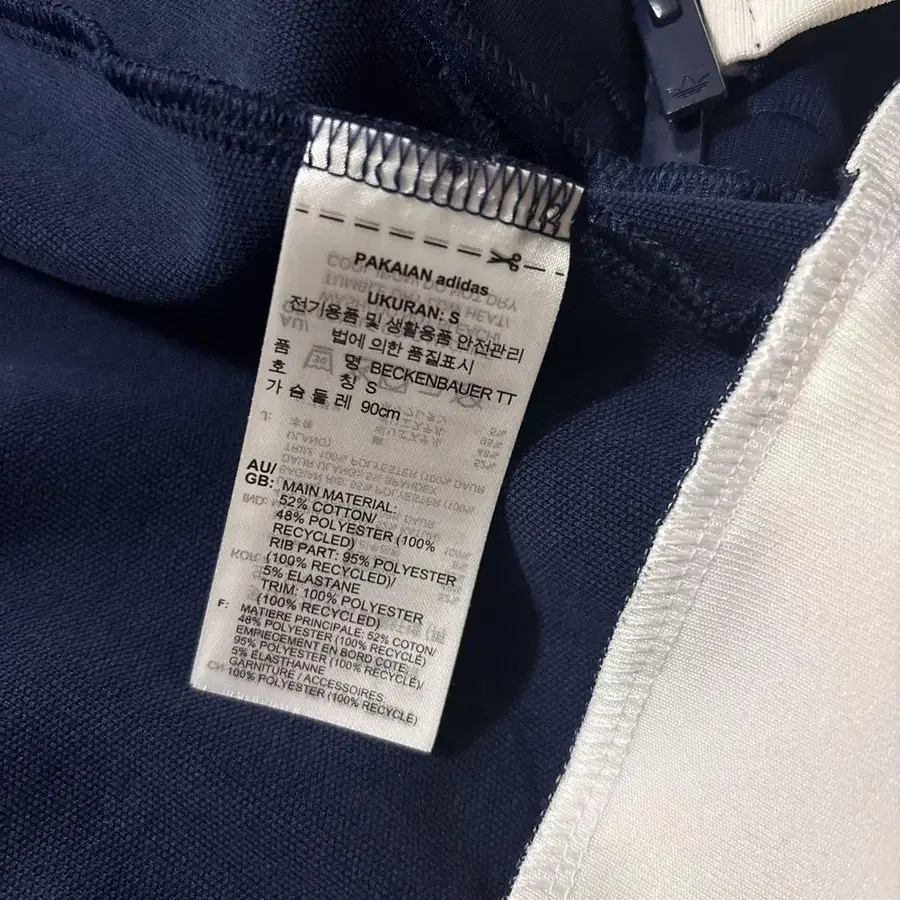 PAKAIAN adidas
UKURAN: S
전기용품 및 생활용품 안전관리
법에 의한 품질표시
품 명 BECKENBAUER TT
호 칭 S
가 슴 둘 레 90cm
AU/
GB: MAIN MATERIAL:
52% COTTON/
48% POLYESTER (100%
RECYCLED)
RIB PART: 95% POLYESTER
(100% RECYCLED)/
5% ELASTANE
TRIM: 100% POLYESTER
(100% RECYCLED)
F: MATIERE PRINCIPALE: 52% COTON/
48% POLYESTER (100% RECYCLE)
EMPIECEMENT EN BORD COTE:
95% POLYESTER (100% RECYCLE)/
5% ELASTHANNE
GARNITURE / ACCESSOIRES
100% POLYESTER (100% RECYCLE)